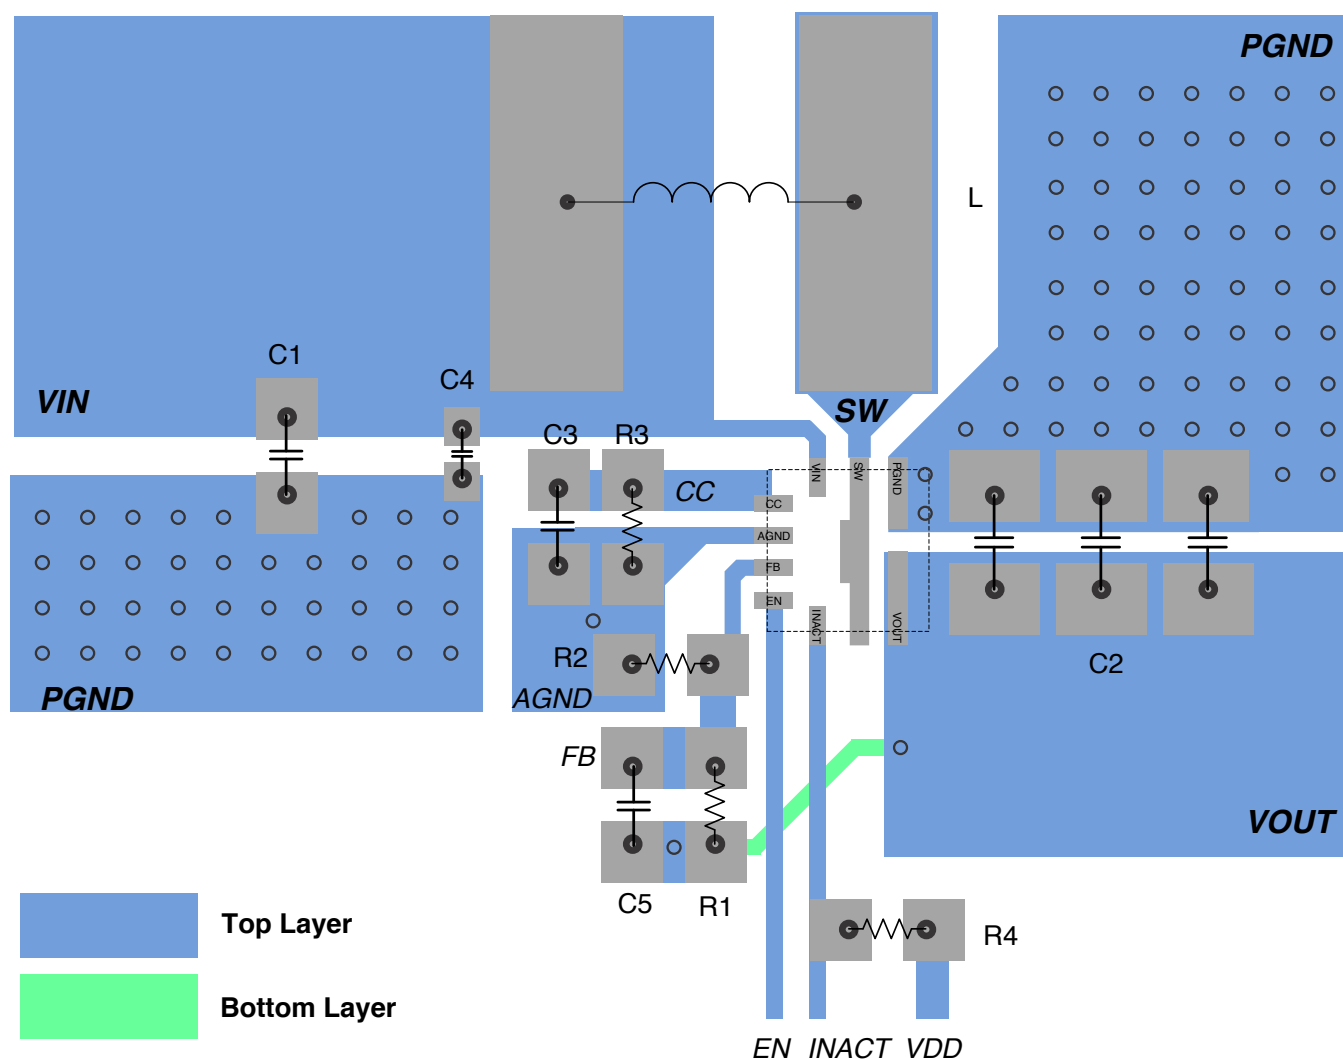 PGND
L
C1
C4
VIN
SW
C3
R3
CC
VIN
SW
PGND
CC
AGND
FB
EN
INACT
VOUT
R2
C2
PGND
AGND
FB
VOUT
C5
R1
R4
Top Layer
Bottom Layer
EN
INACT
VDD